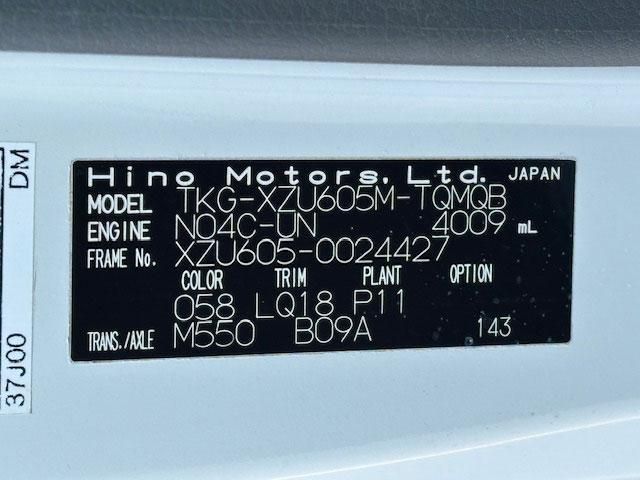 Hino Motors, Ltd. JAPAN
MODEL TKG-XZU605M-TQMQB
ENGINE N04C-UN 4009 mL
FRAME No. XZU605-0024427
COLOR TRIM PLANT OPTION
058 LQ18 P11
TRANS./AXLE M550 B09A 143
37J00 DM